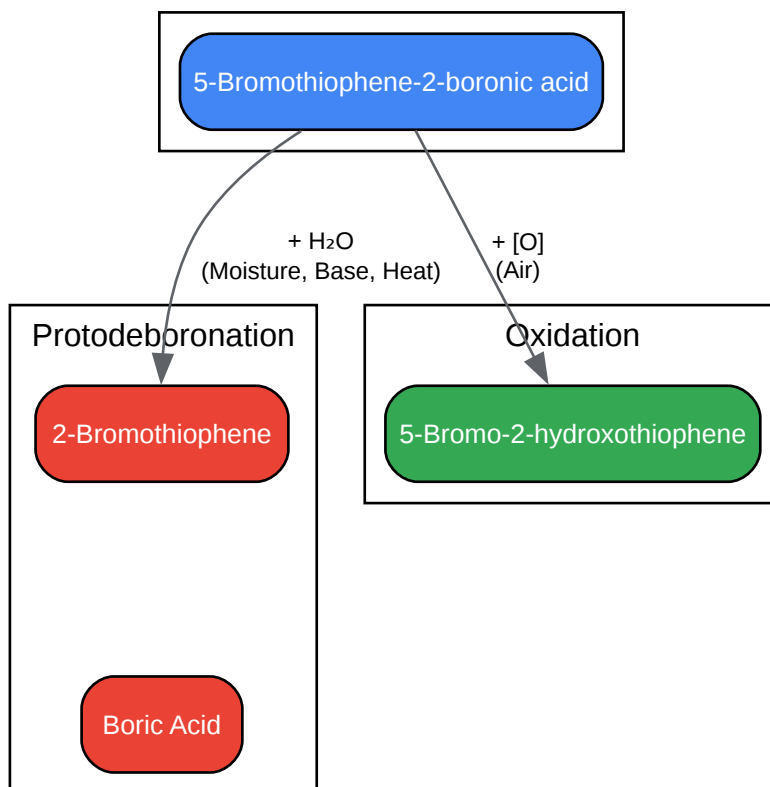 5-Bromothiophene-2-boronic acid
+ H₂O
(Moisture, Base, Heat)
+ [O]
(Air)
Protodeboronation
Oxidation
2-Bromothiophene
5-Bromo-2-hydroxothiophene
Boric Acid